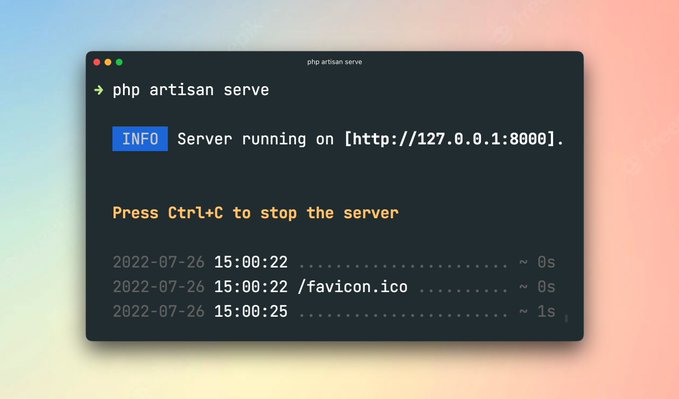 php artisan serve
➜ php artisan serve
INFO Server running on [http://127.0.0.1:8000].
Press Ctrl+C to stop the server
2022-07-26 15:00:22 ....................... ~ 0s
2022-07-26 15:00:22 /favicon.ico .......... ~ 0s
2022-07-26 15:00:25 ....................... ~ 1s